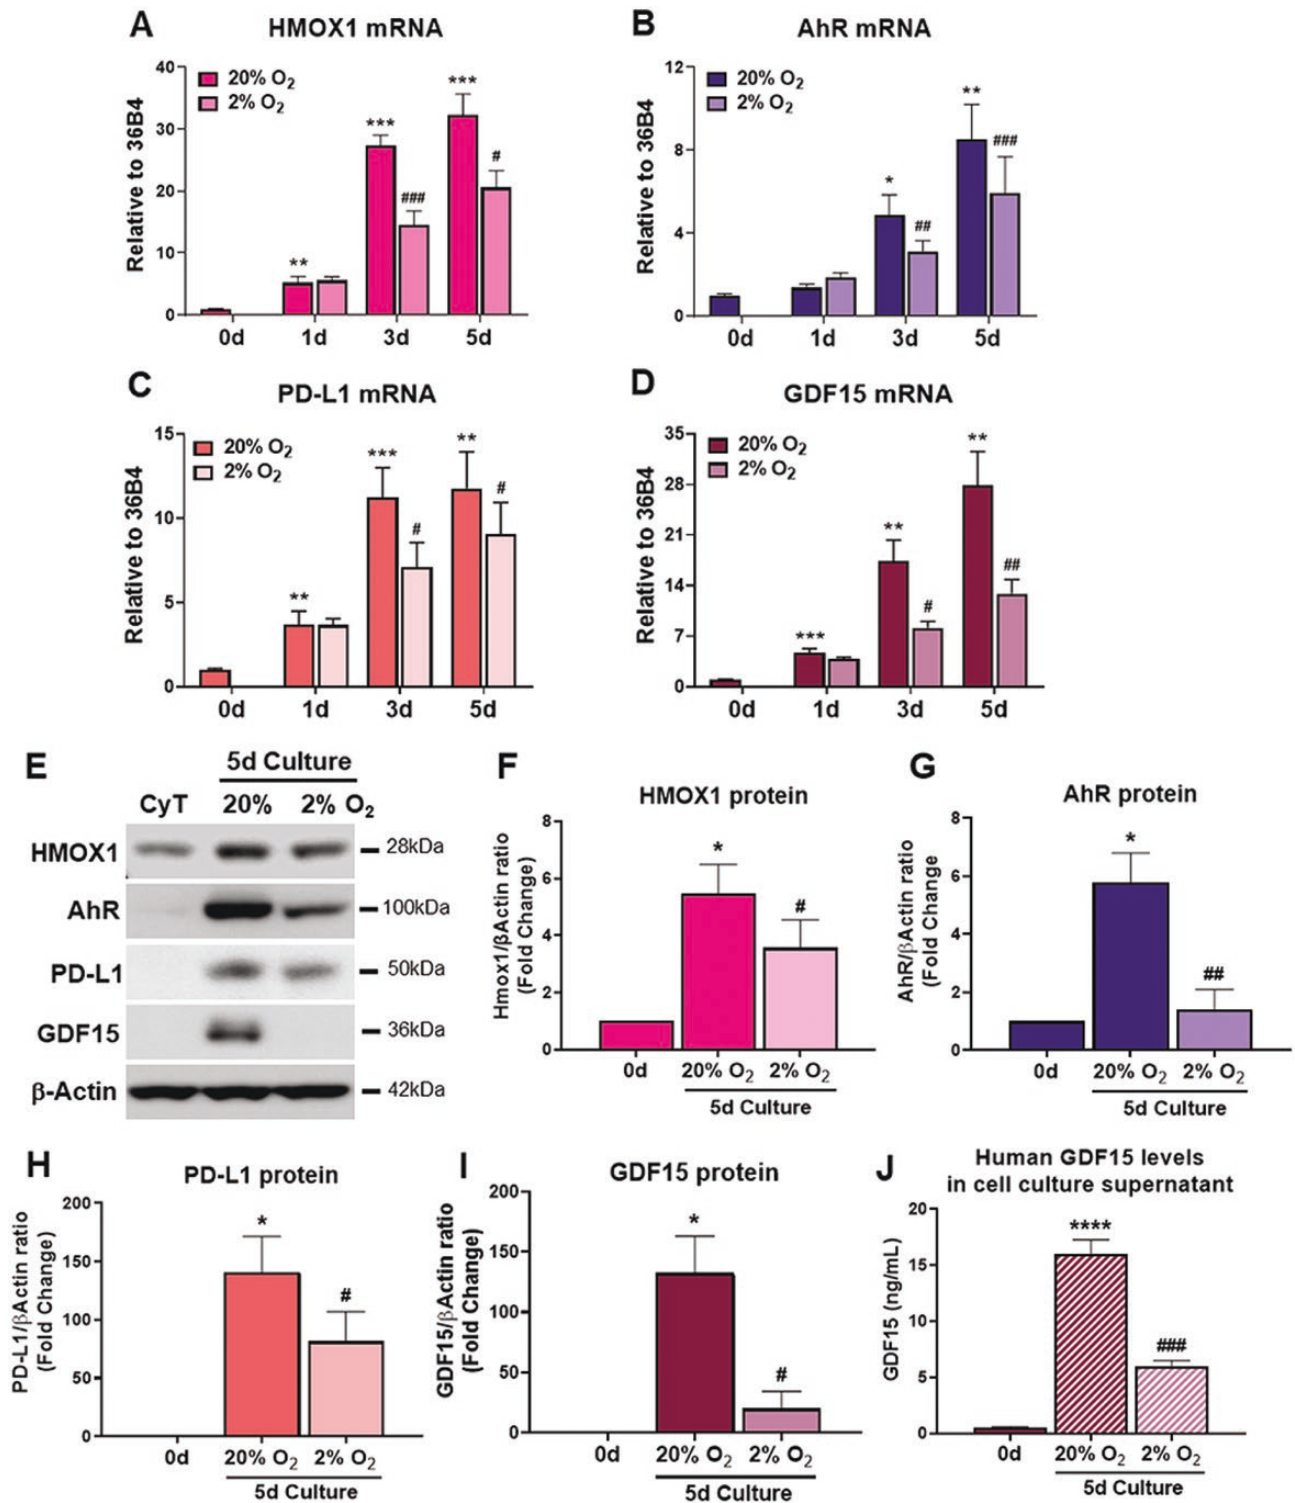 A
HMOX1 mRNA
20% O2
2% O2
Relative to 36B4
40
30
20
10
0
**
***
###
***
#
0d 1d 3d 5d
B
AhR mRNA
20% O2
2% O2
Relative to 36B4
12
8
4
0
*
##
**
###
0d 1d 3d 5d
C
PD-L1 mRNA
20% O2
2% O2
Relative to 36B4
15
10
5
0
**
***
#
**
#
0d 1d 3d 5d
D
GDF15 mRNA
20% O2
2% O2
Relative to 36B4
35
28
21
14
7
0
***
**
#
**
##
0d 1d 3d 5d
E
5d Culture
CyT 20% 2% O2
HMOX1 28kDa
AhR 100kDa
PD-L1 50kDa
GDF15 36kDa
β-Actin 42kDa
F
HMOX1 protein
Hmox1/βActin ratio
(Fold Change)
8
6
4
2
0
*
#
0d 20% O2 2% O2
5d Culture
G
AhR protein
AhR/βActin ratio
(Fold Change
8
6
4
2
0
*
##
0d 20% O2 2% O2
5d Culture
H
PD-L1 protein
PD-L1/βActin ratio
(Fold Change)
200
150
100
50
0
*
#
0d 20% O2 2% O2
5d Culture
I
GDF15 protein
GDF15/βActin ratio
(Fold Change)
200
150
100
50
0
*
#
0d 20% O2 2% O2
5d Culture
J
Human GDF15 levels
in cell culture supernatant
GDF15 (ng/mL)
20
15
10
5
0
****
###
0d 20% O2 2% O2
5d Culture